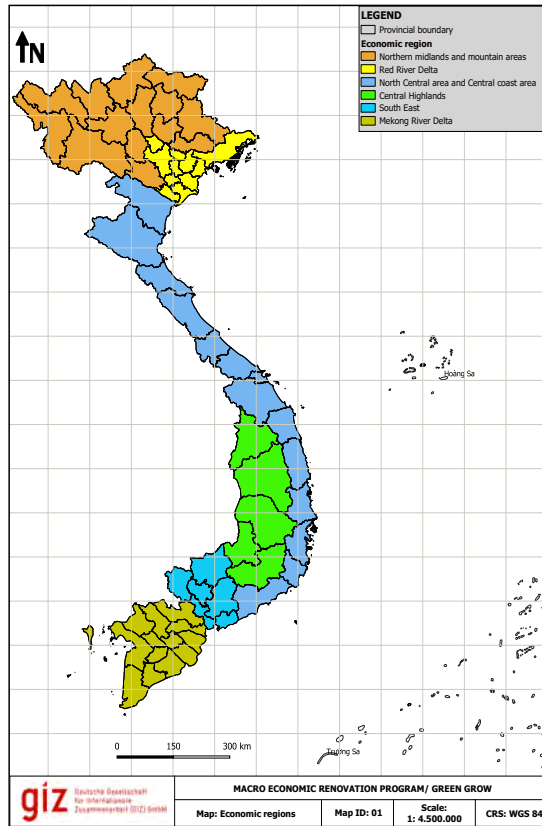 LEGEND
Provincial boundary
Economic region
Northern midlands and mountain areas
Red River Delta
North Central area and Central coast area
Central Highlands
South East
Mekong River Delta
N
Hoàng Sa
Trường Sa
0 150 300 km
giz
Deutsche Gesellschaft
für Internationale
Zusammenarbeit (GIZ) GmbH
MACRO ECONOMIC RENOVATION PROGRAM/ GREEN GROW
Map: Economic regions
Map ID: 01
Scale:
1: 4.500.000
CRS: WGS 84